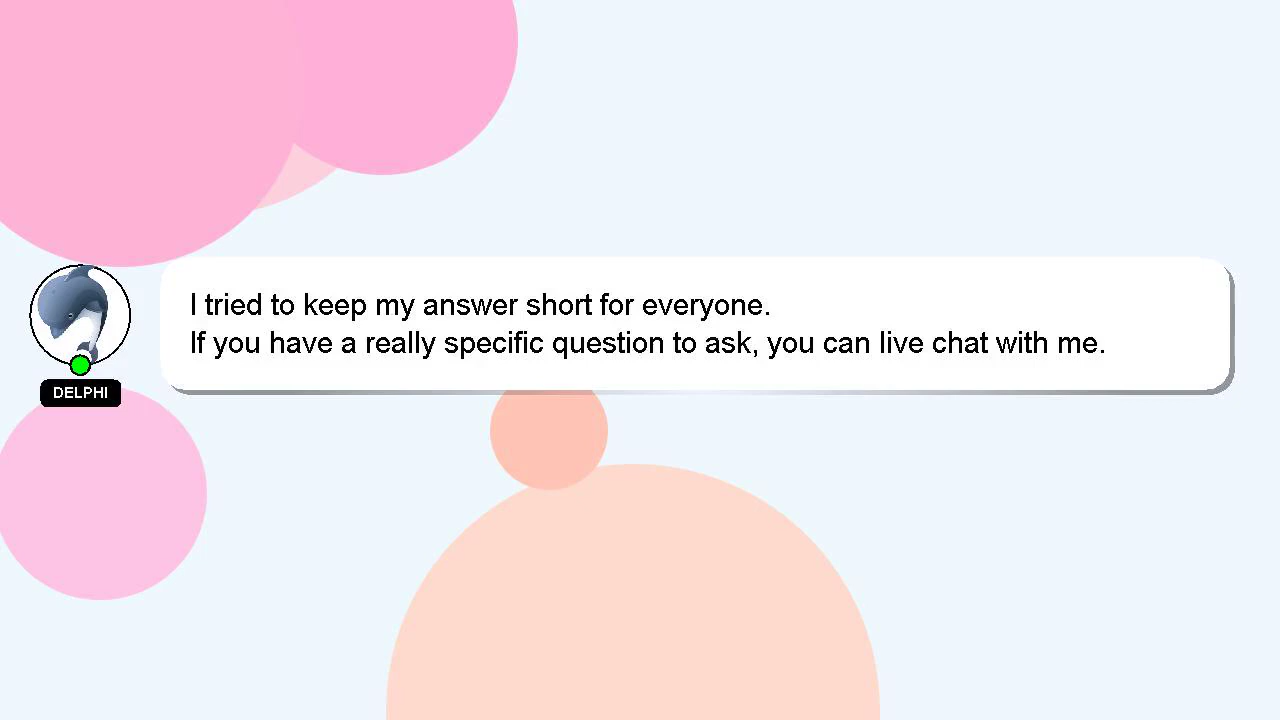 I tried to keep my answer short for everyone.
If you have a really specific question to ask, you can live chat with me.
DELPHI